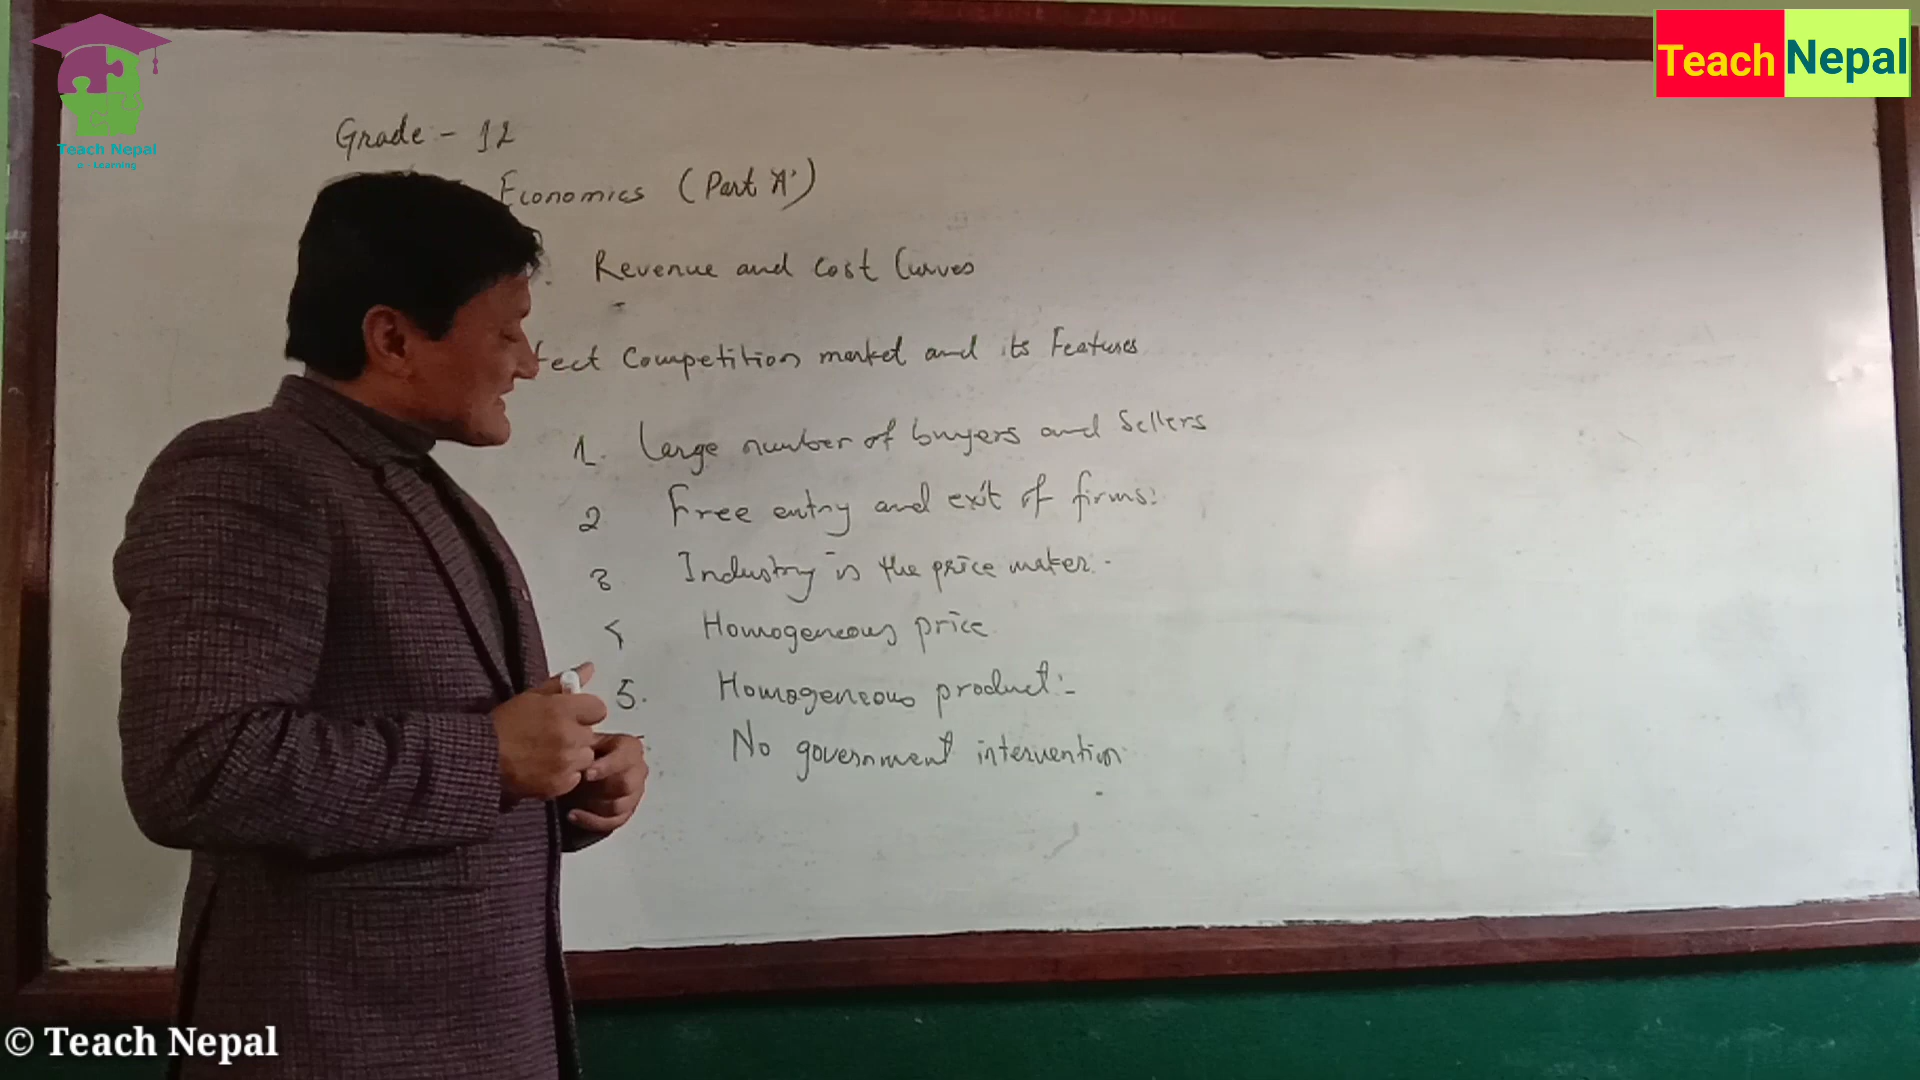 Teach Nepal
e - Learning
Teach Nepal
Grade:- 12
Economics (Part 'A')
Revenue and Cost Curves
fect Competition market and its Features
1. Large number of buyers and Sellers
2 Free entry and exit of firms:
3 Industry is the price maker:-
4 Homogeneous price
5. Homogeneous product:-
No government intervention
© Teach Nepal